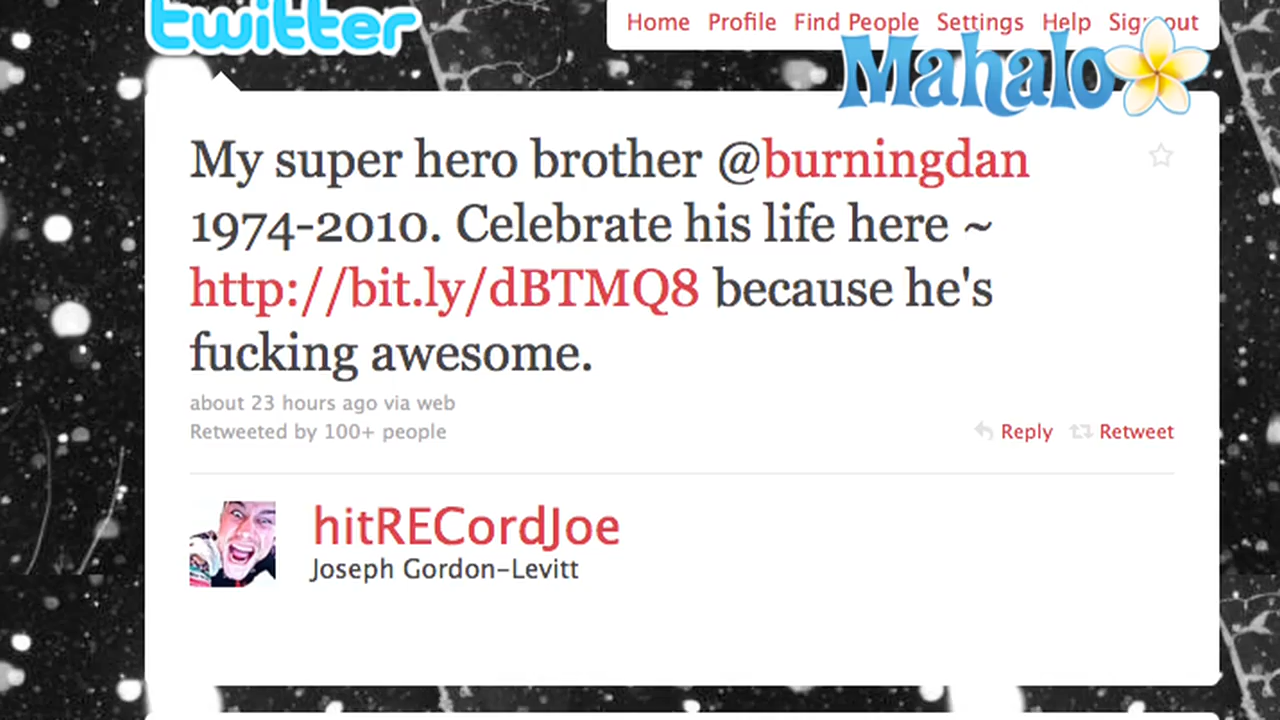 twitter
Home Profile Find People Settings Help Sign out
Mahalo
My super hero brother @burningdan
1974-2010. Celebrate his life here ~
http://bit.ly/dBTMQ8 because he's
fucking awesome.
about 23 hours ago via web
Retweeted by 100+ people
Reply Retweet
hitRECordJoe
Joseph Gordon-Levitt